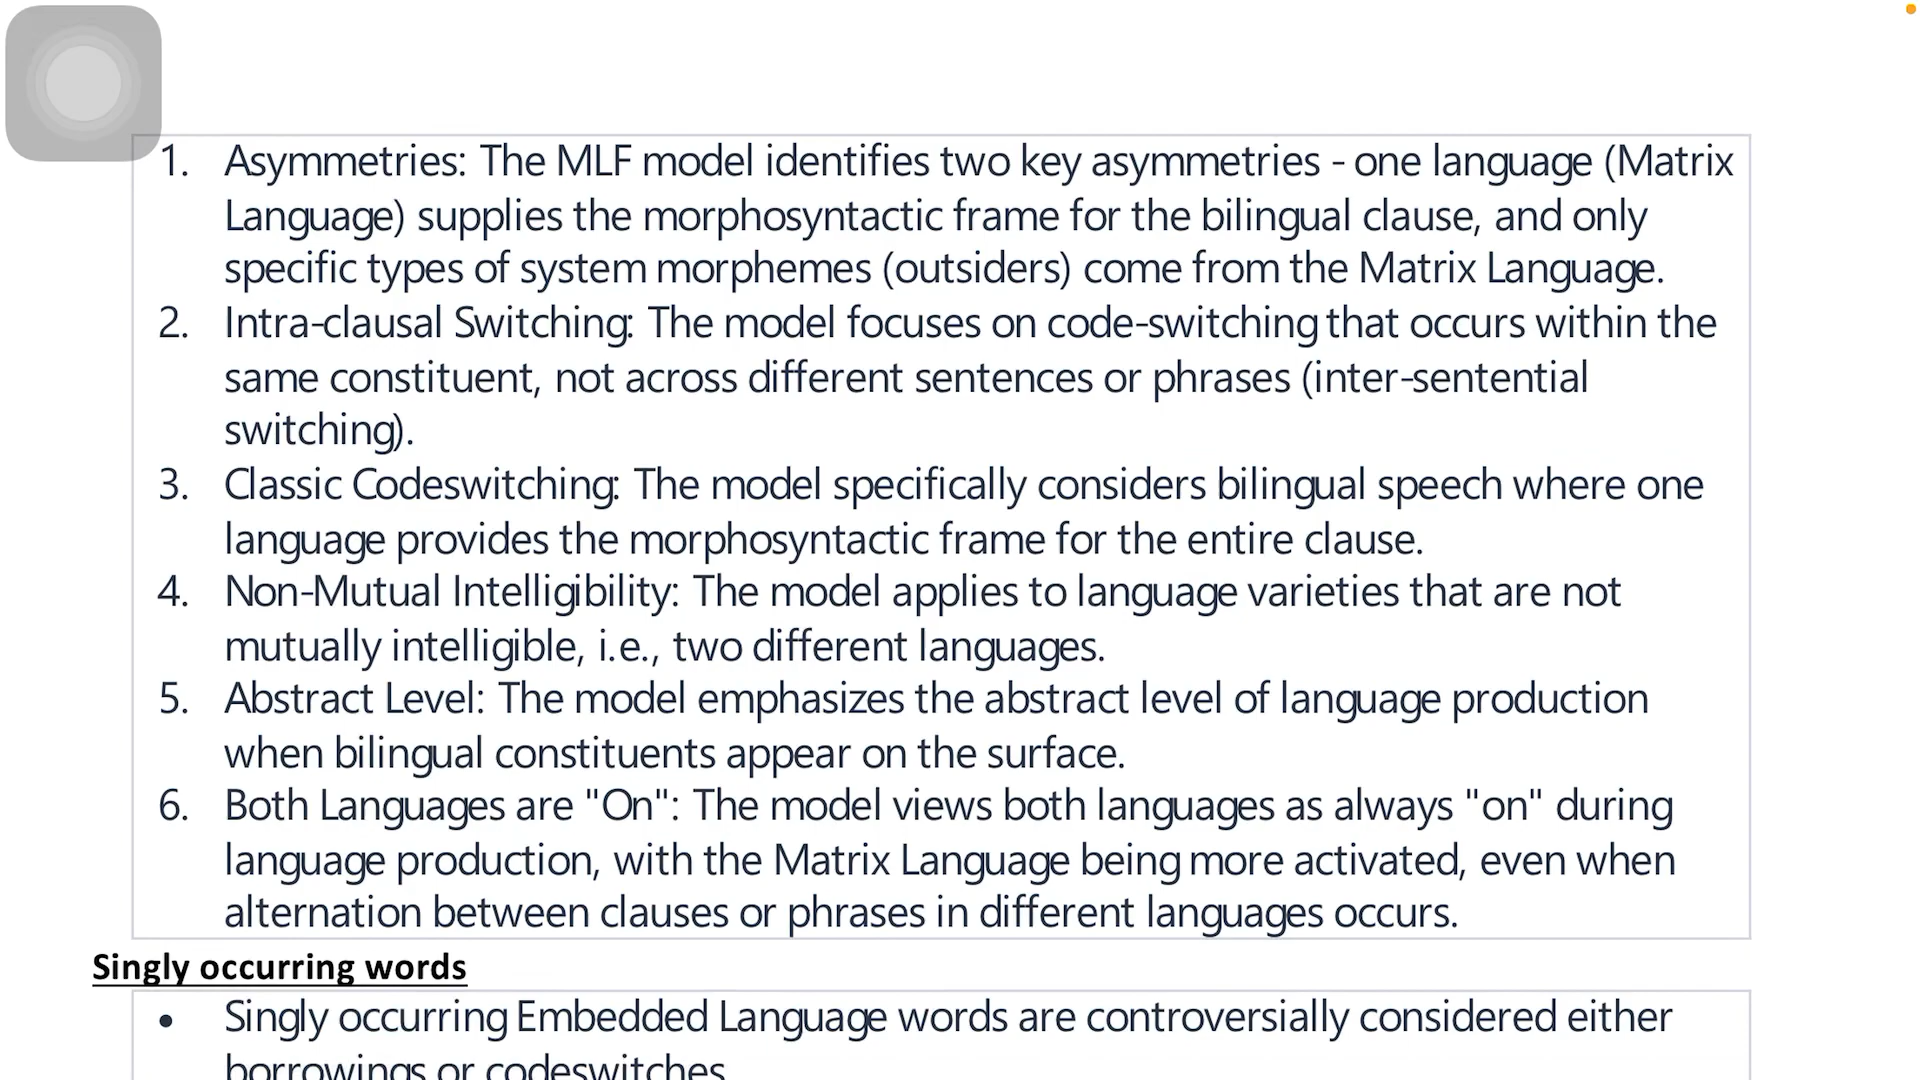 1. Asymmetries: The MLF model identifies two key asymmetries - one language (Matrix
Language) supplies the morphosyntactic frame for the bilingual clause, and only
specific types of system morphemes (outsiders) come from the Matrix Language.
2. Intra-clausal Switching: The model focuses on code-switching that occurs within the
same constituent, not across different sentences or phrases (inter-sentential
switching).
3. Classic Codeswitching: The model specifically considers bilingual speech where one
language provides the morphosyntactic frame for the entire clause.
4. Non-Mutual Intelligibility: The model applies to language varieties that are not
mutually intelligible, i.e., two different languages.
5. Abstract Level: The model emphasizes the abstract level of language production
when bilingual constituents appear on the surface.
6. Both Languages are "On": The model views both languages as always "on" during
language production, with the Matrix Language being more activated, even when
alternation between clauses or phrases in different languages occurs.
Singly occurring words
• Singly occurring Embedded Language words are controversially considered either
borrowings or codeswitches